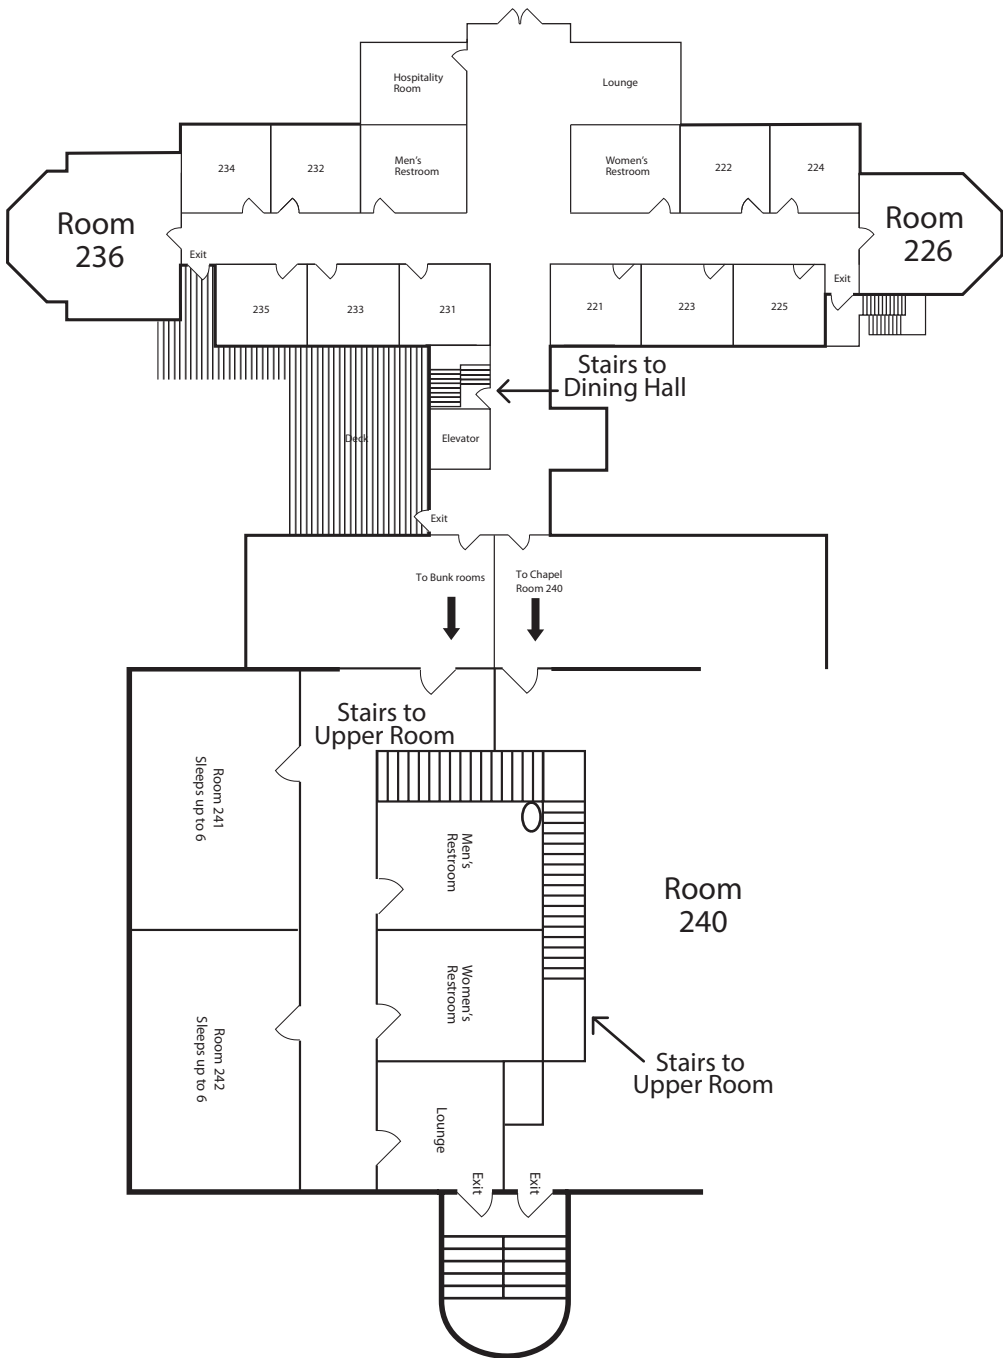 Hospitality
Room
Lounge
234
232
Men's
Restroom
Women's
Restroom
222
224
Room
236
Room
226
Exit
Exit
235
233
231
221
223
225
Stairs to
Dining Hall
Deck
Elevator
Exit
To Bunk rooms
To Chapel
Room 240
Stairs to
Upper Room
Room 241
Sleeps up to 6
Men's
Restroom
Room
240
Women's
Restroom
Room 242
Sleeps up to 6
Stairs to
Upper Room
Lounge
Exit
Exit